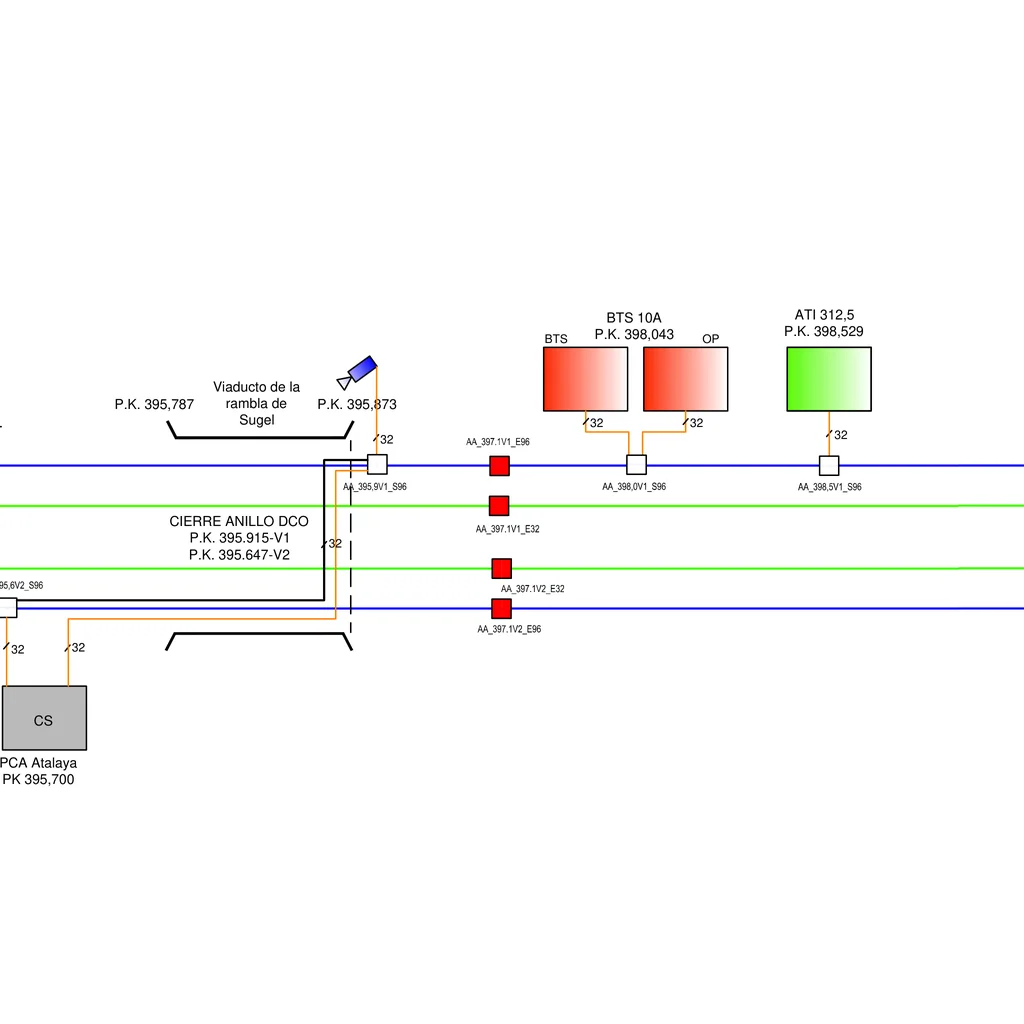 BTS 10A
P.K. 398,043
BTS
OP
ATI 312,5
P.K. 398,529
Viaducto de la
rambla de
Sugel
P.K. 395,787
P.K. 395,873
32
32
32
32
AA_397.1V1_E96
AA_395,9V1_S96
AA_398,0V1_S96
AA_398,5V1_S96
CIERRE ANILLO DCO
P.K. 395.915-V1
P.K. 395.647-V2
32
AA_397.1V1_E32
95,6V2_S96
AA_397.1V2_E32
AA_397.1V2_E96
32
32
CS
PCA Atalaya
PK 395,700